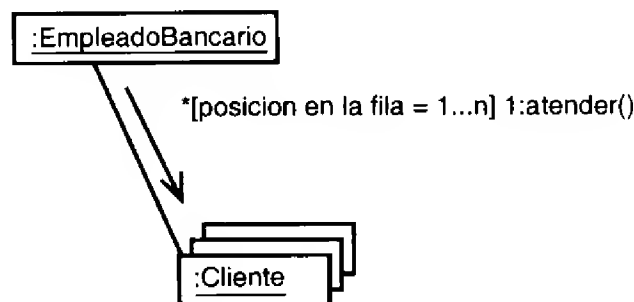 :EmpleadoBancario
*[posicion en la fila = 1...n] 1:atender()
:Cliente